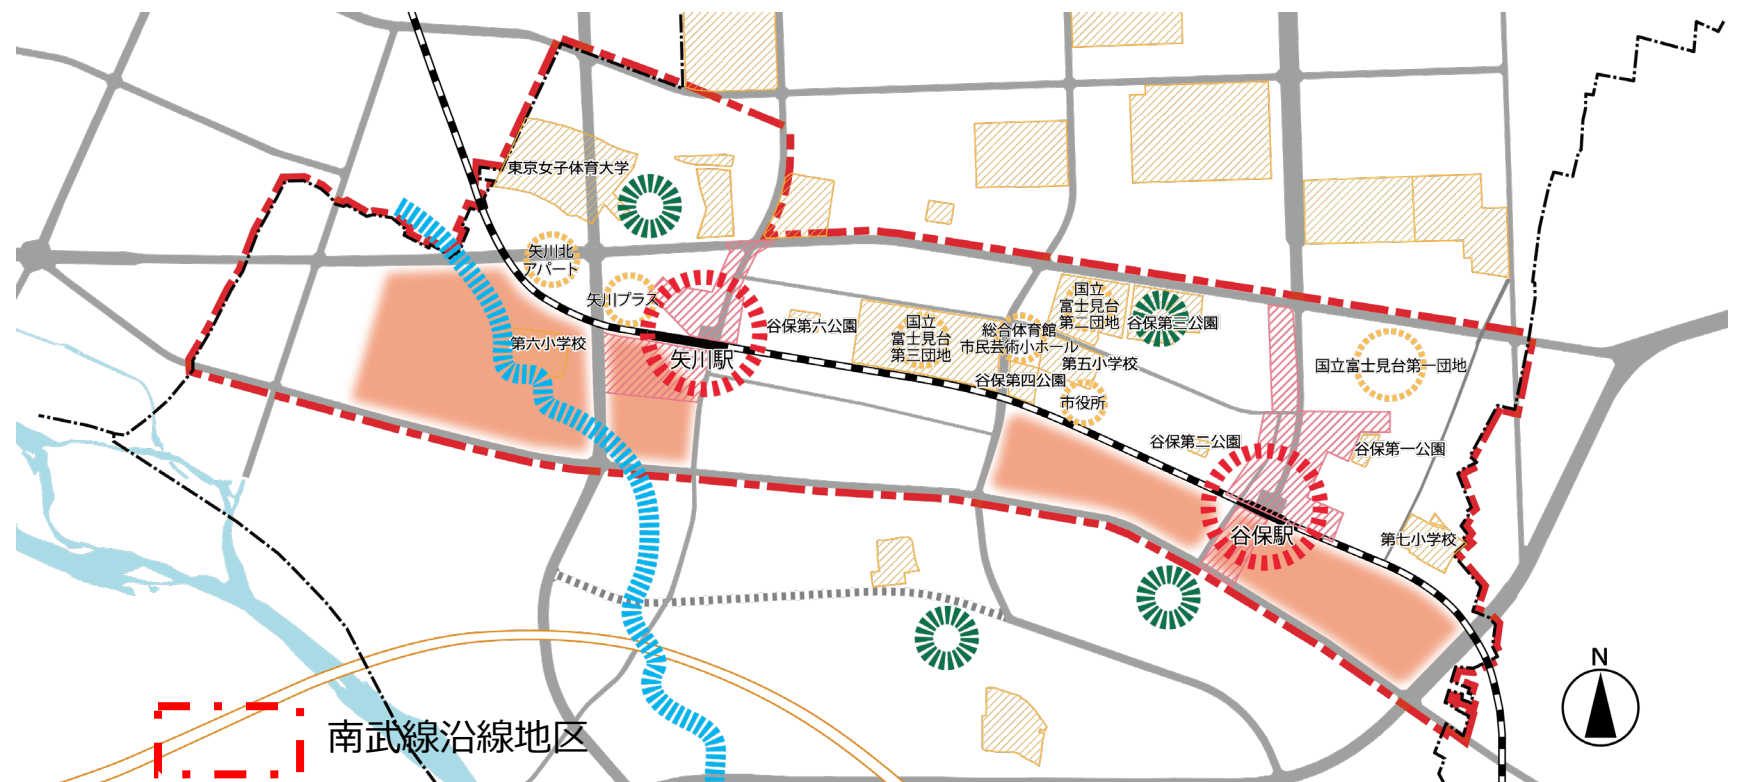 東京女子体育大学
矢川北
アパート
矢川プラス
国立
富士見台
第二団地
谷保第三公園
谷保第六公園
国立
富士見台
第三団地
総合体育館
市民芸術小ホール
第六小学校
矢川駅
第五小学校
国立富士見台第一団地
谷保第四公園
市役所
谷保第二公園
谷保第一公園
谷保駅
第七小学校
N
南武線沿線地区